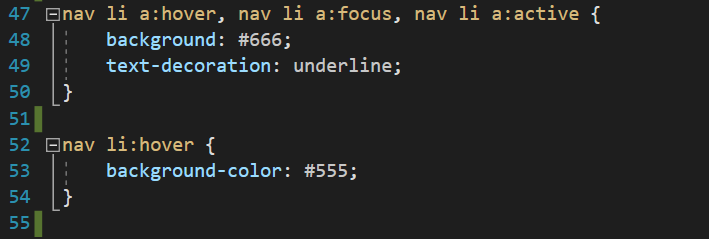 47 nav li a:hover, nav li a:focus, nav li a:active {
48     background: #666;
49     text-decoration: underline;
50 }
51
52 nav li:hover {
53     background-color: #555;
54 }
55